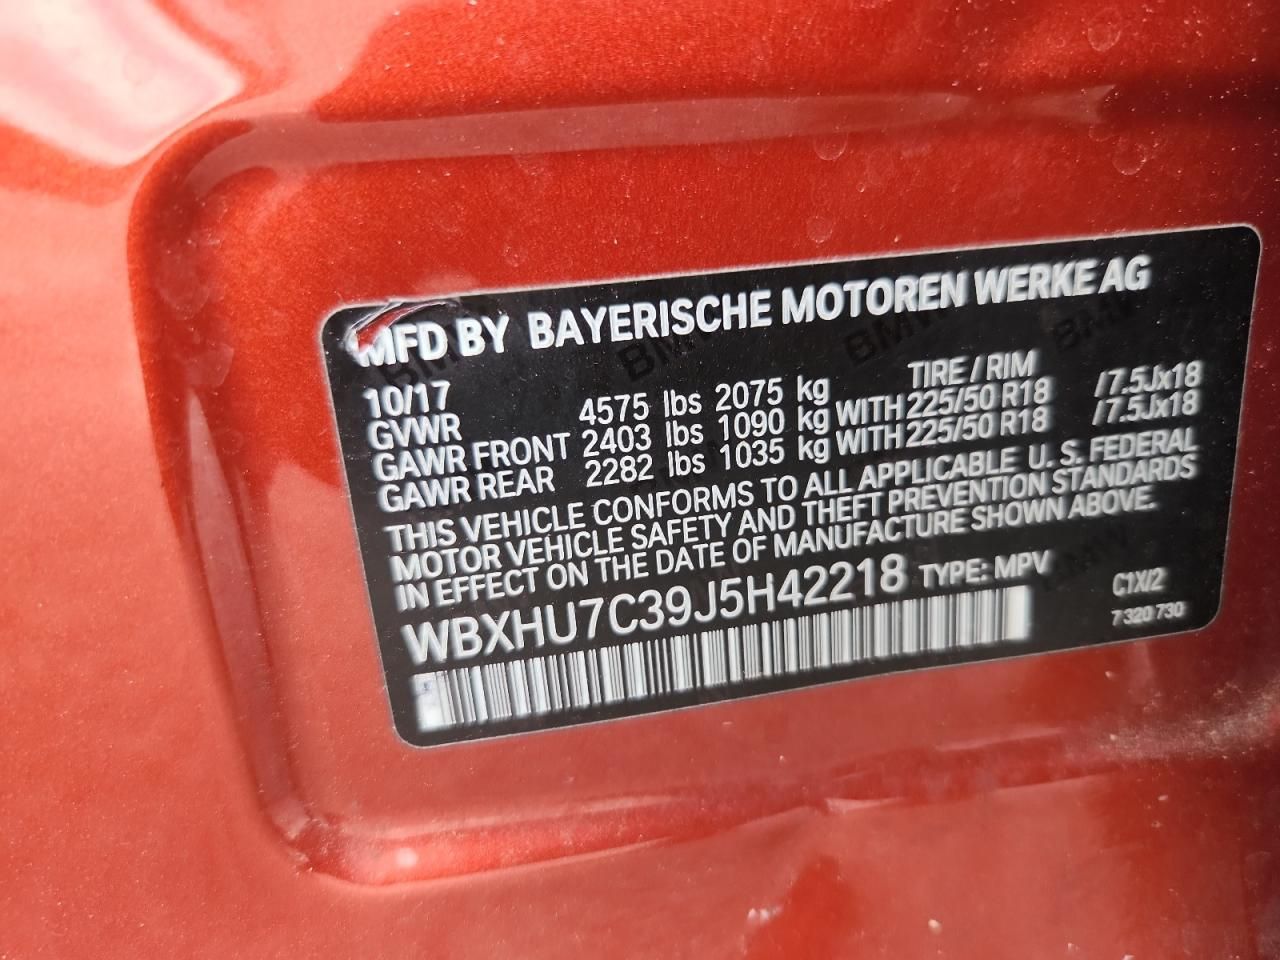 MFD BY BAYERISCHE MOTOREN WERKE AG
10/17 TIRE / RIM
GVWR 4575 lbs 2075 kg
GAWR FRONT 2403 lbs 1090 kg WITH 225/50 R18 / 7.5Jx18
GAWR REAR 2282 lbs 1035 kg WITH 225/50 R18 / 7.5Jx18
THIS VEHICLE CONFORMS TO ALL APPLICABLE U. S. FEDERAL
MOTOR VEHICLE SAFETY AND THEFT PREVENTION STANDARDS
IN EFFECT ON THE DATE OF MANUFACTURE SHOWN ABOVE.
WBXHU7C39J5H42218 TYPE: MPV C1X/2
7 320 730